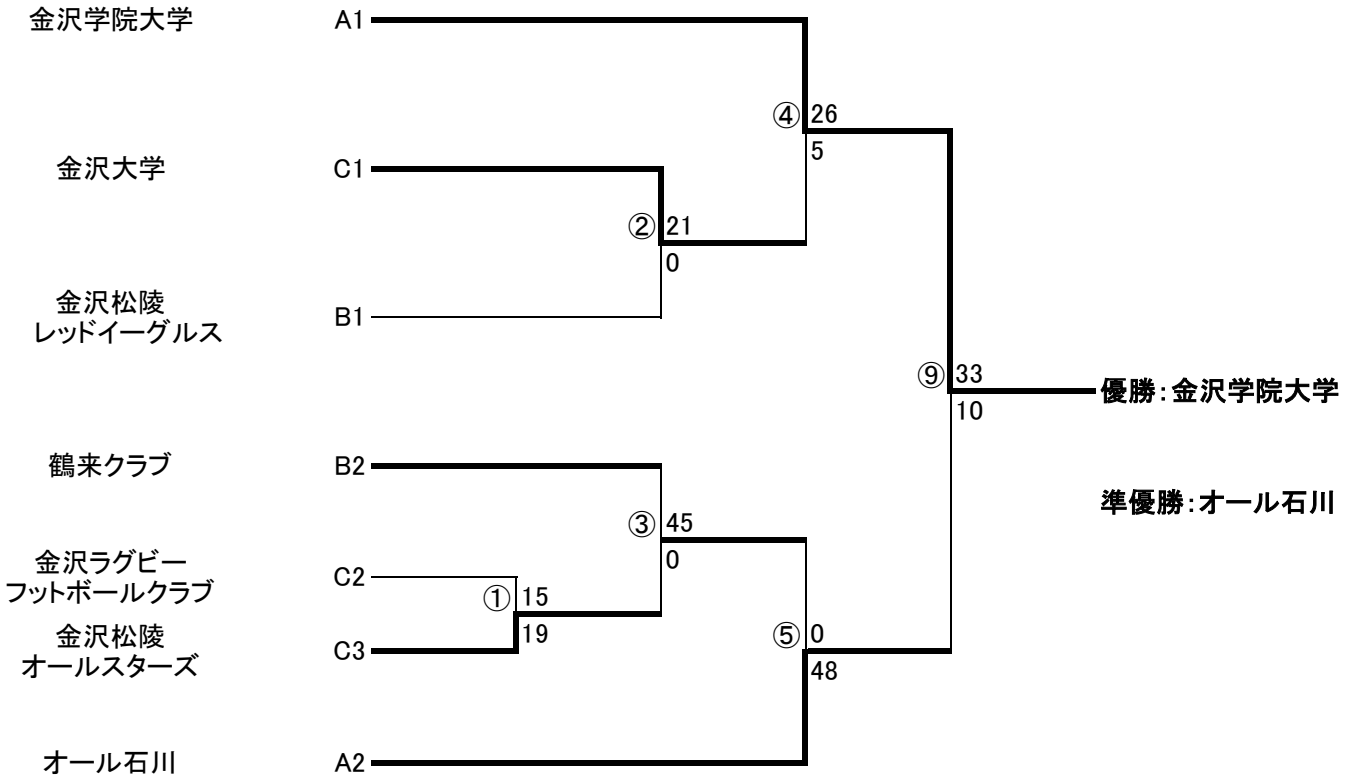 金沢学院大学 A1
④ 26
5
金沢大学 C1
② 21
0
金沢松陵
レッドイーグルス B1
⑨ 33
10
優勝：金沢学院大学
準優勝：オール石川
鶴来クラブ B2
③ 45
0
金沢ラグビー
フットボールクラブ C2
① 15
19
金沢松陵
オールスターズ C3
⑤ 0
48
オール石川 A2